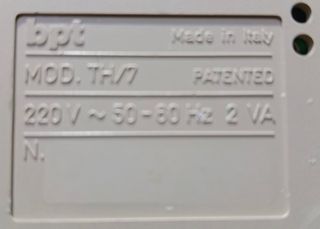 bpt Made in Italy
MOD. TH/7 PATENTED
220 V ~ 50-60 Hz 2 VA
N.